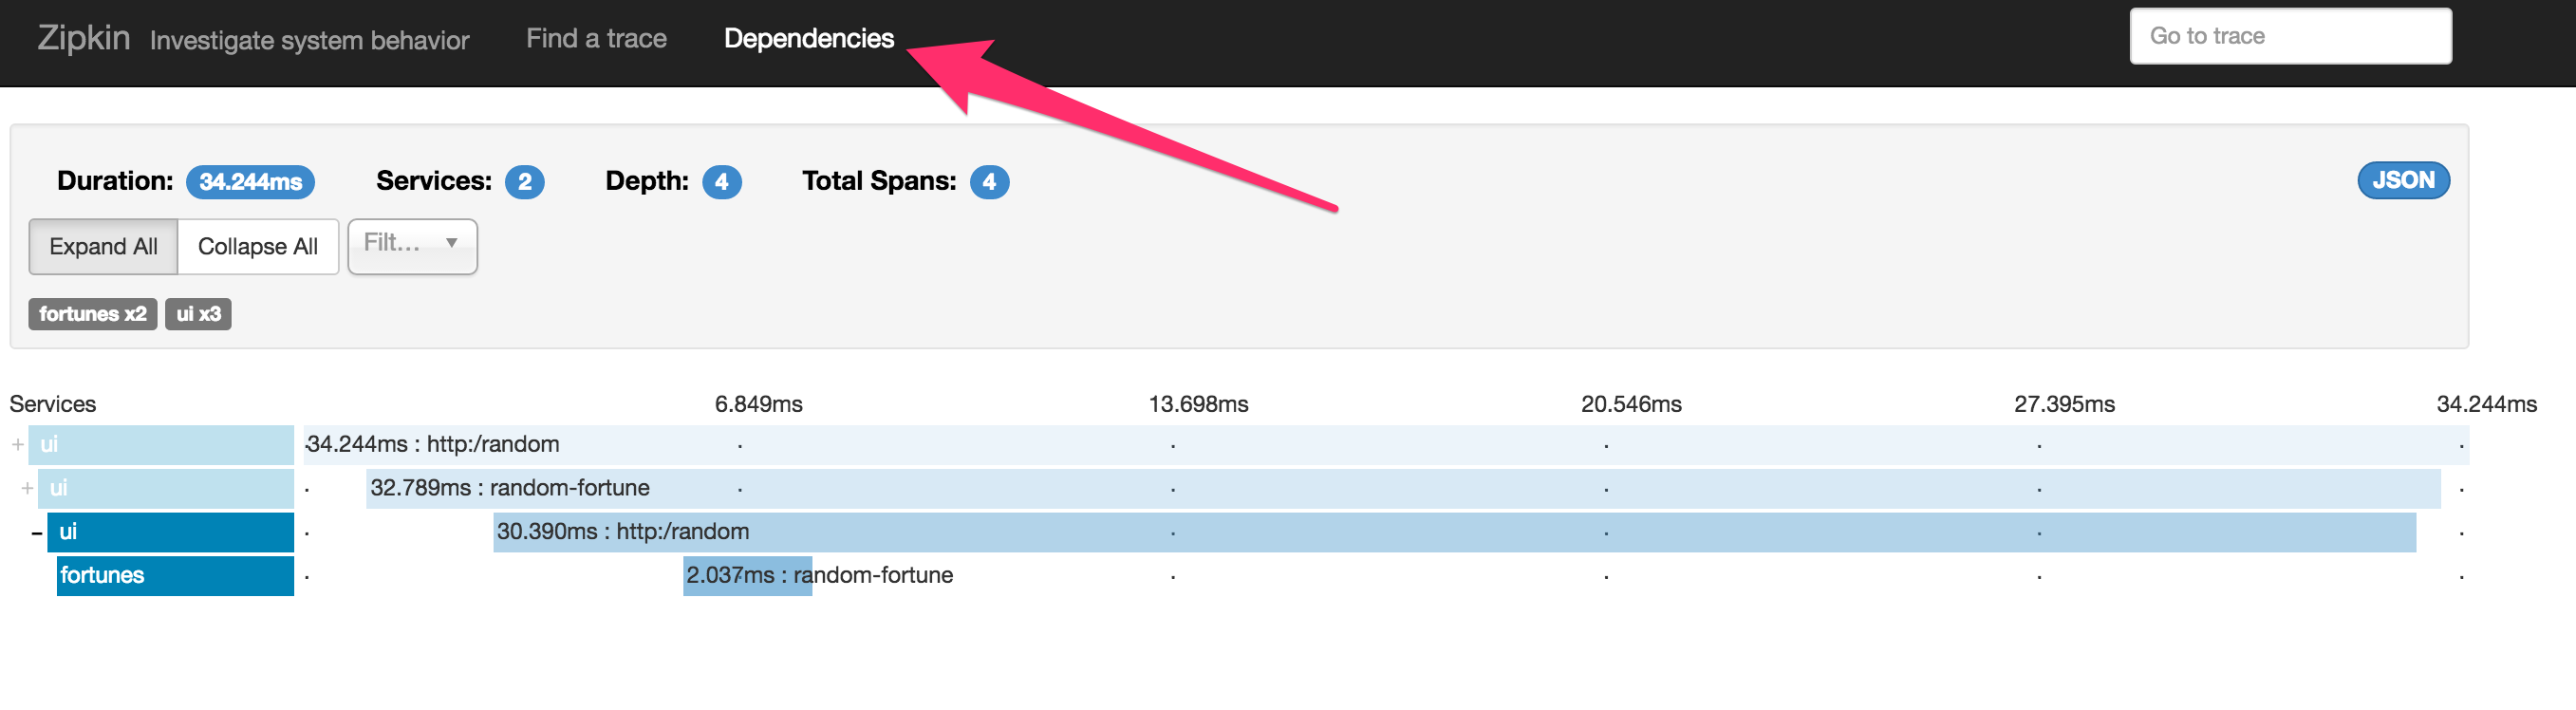 Zipkin Investigate system behavior Find a trace Dependencies Go to trace
Duration: 34.244ms Services: 2 Depth: 4 Total Spans: 4 JSON
Expand All Collapse All Filt... ▼
fortunes x2 ui x3
Services 6.849ms 13.698ms 20.546ms 27.395ms 34.244ms
+ ui 34.244ms : http:/random
+ ui 32.789ms : random-fortune
- ui 30.390ms : http:/random
fortunes 2.037ms : random-fortune